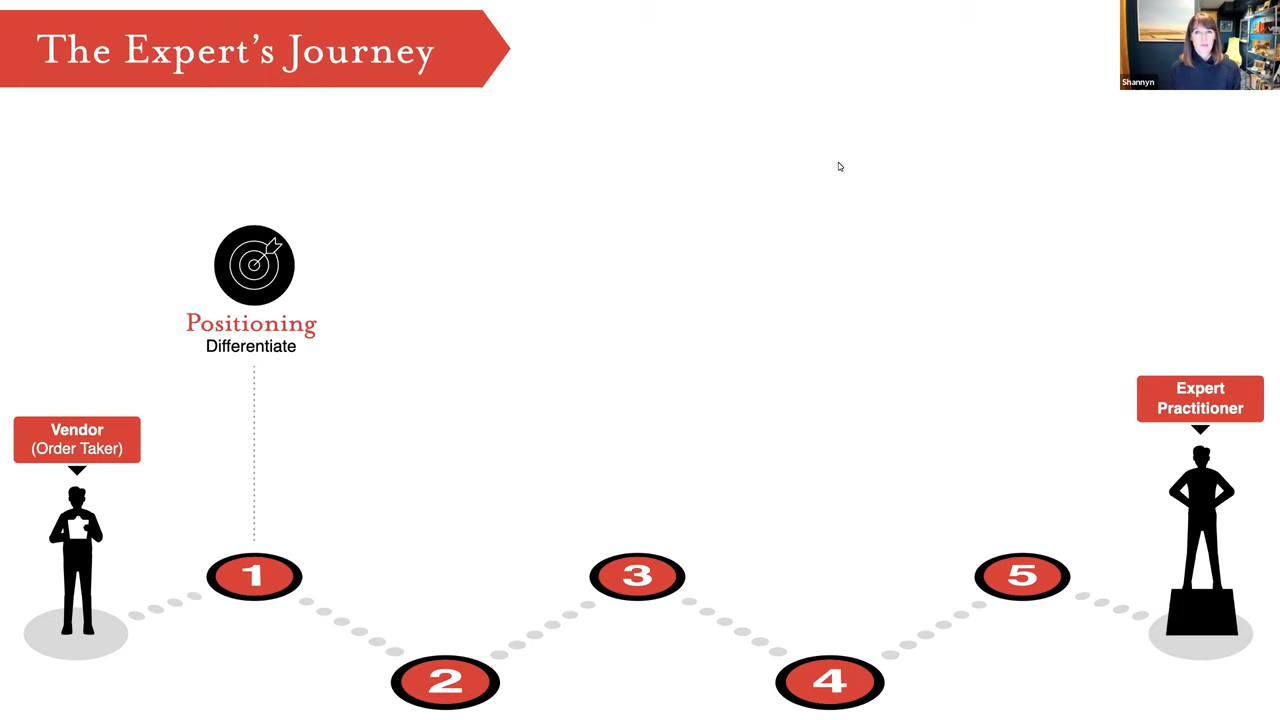 The Expert's Journey
Shannyn
Positioning
Differentiate
Vendor
(Order Taker)
Expert
Practitioner
1
2
3
4
5